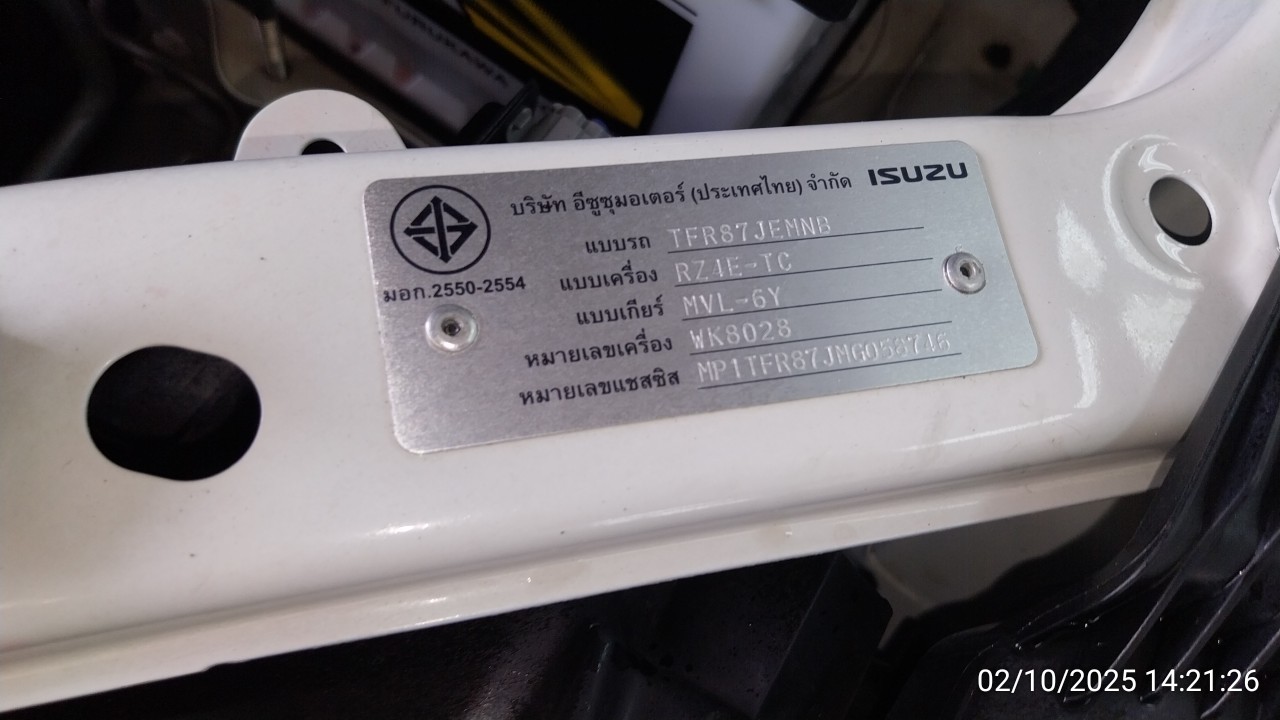 FURUKAWA
บริษัท อีซูซุมอเตอร์ (ประเทศไทย) จำกัด ISUZU
แบบรถ TFR87JEMNB
แบบเครื่อง RZ4E-TC
มอก.2550-2554
แบบเกียร์ MVL-6Y
หมายเลขเครื่อง WK8028
หมายเลขแชสซิส
02/10/2025 14:21:26